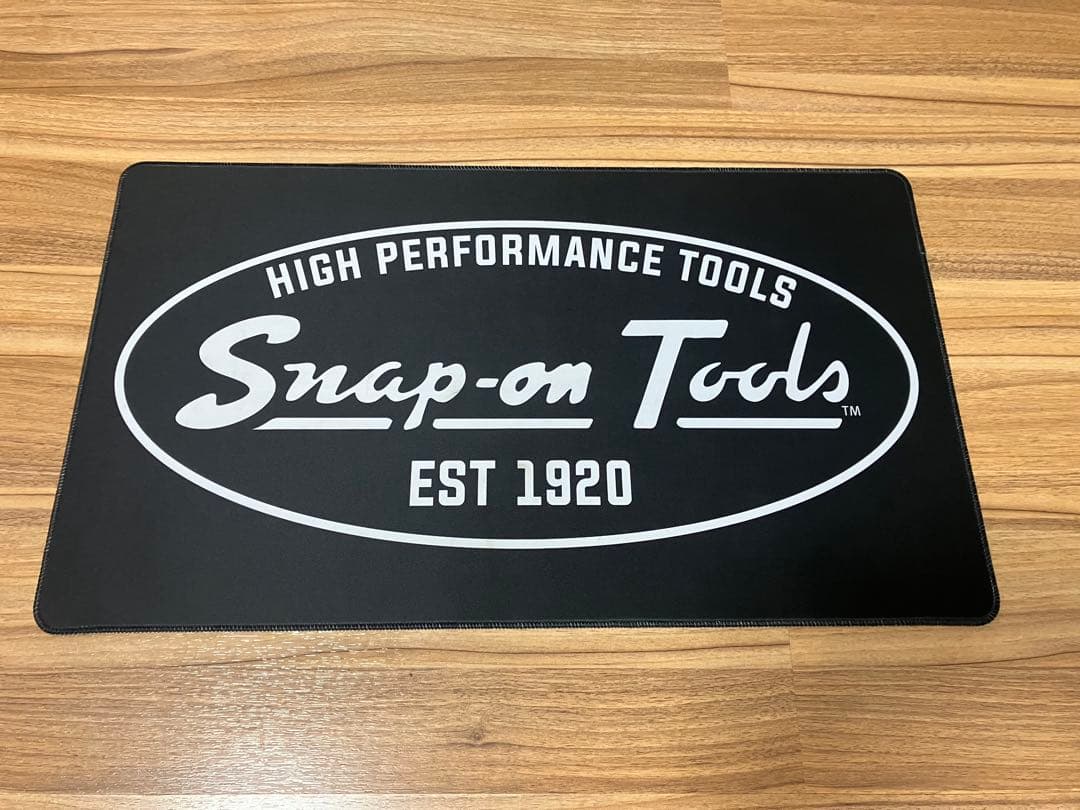 HIGH PERFORMANCE TOOLS
Snap-on Tools™
EST 1920